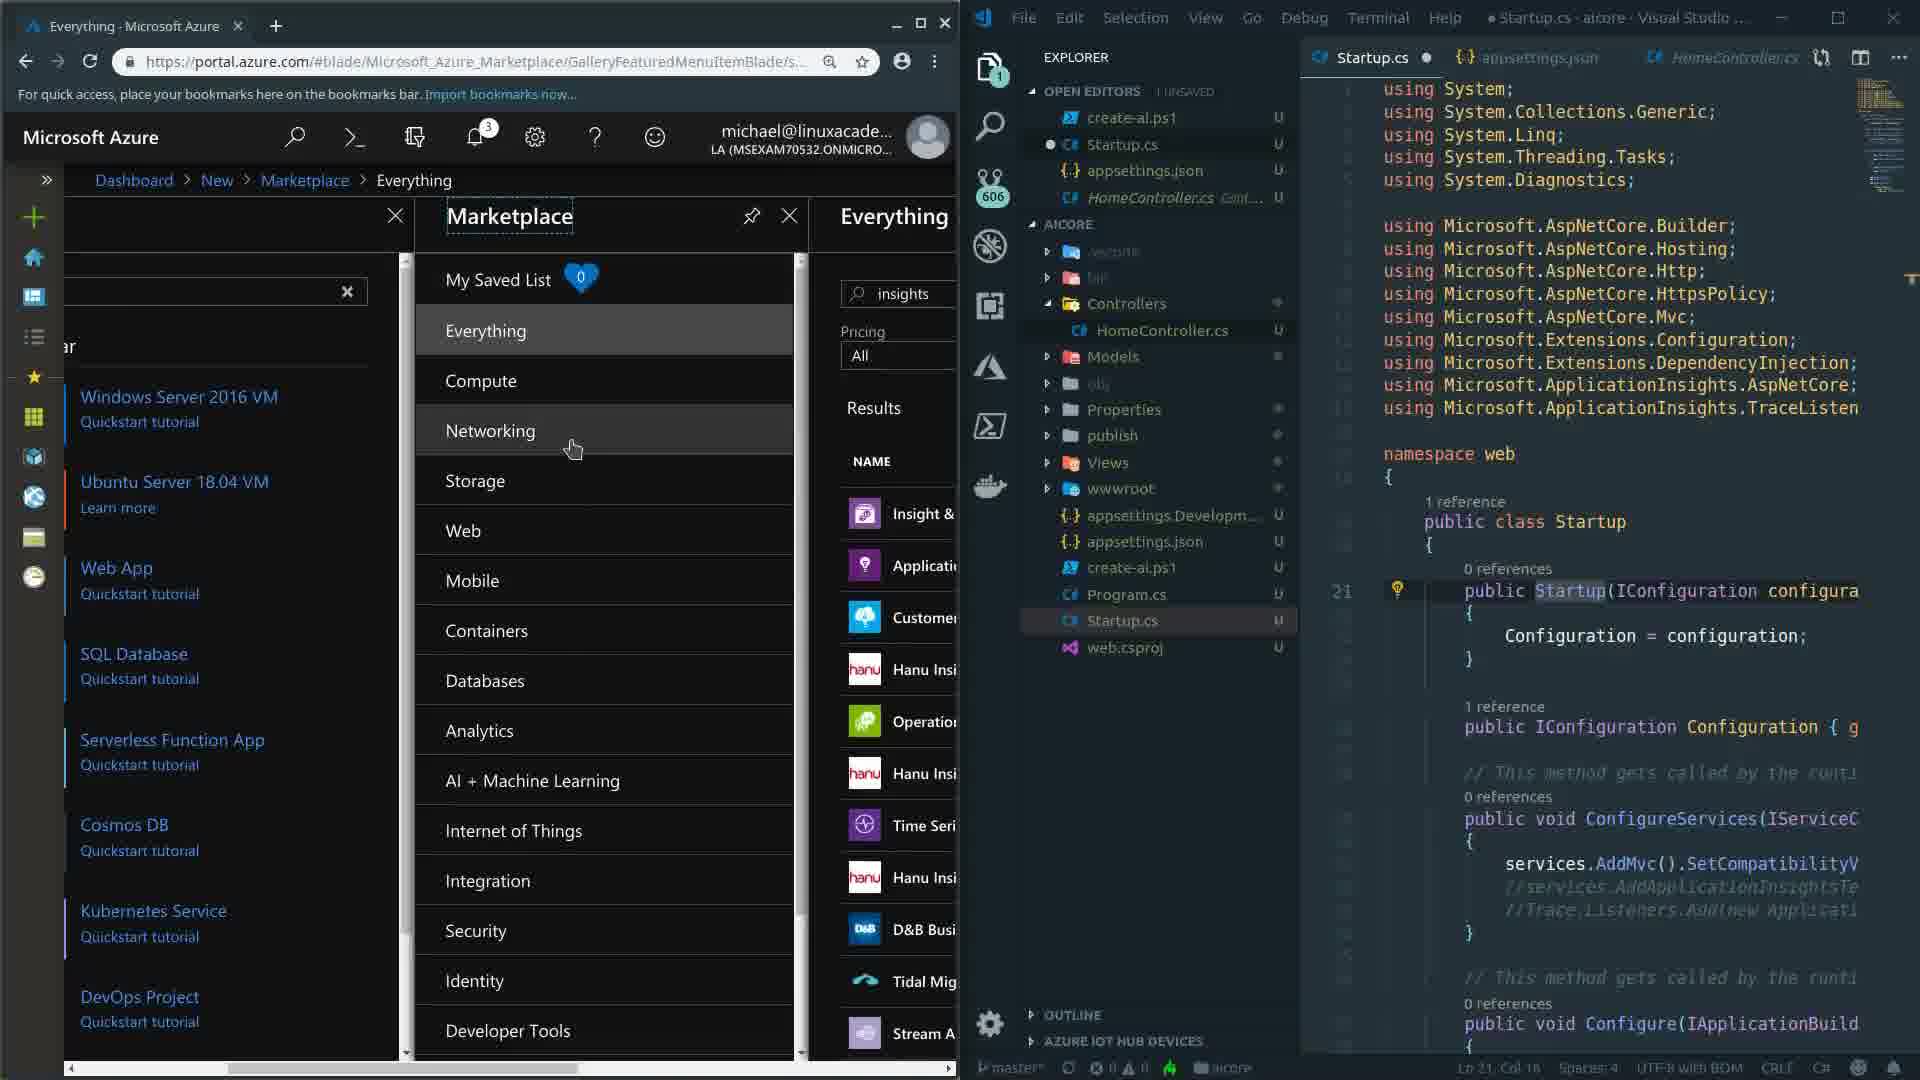 Everything - Microsoft Azure
https://portal.azure.com/#blade/Microsoft_Azure_Marketplace/GalleryFeaturedMenuItemBlade/s...
For quick access, place your bookmarks here on the bookmarks bar. Import bookmarks now...
Microsoft Azure
3
michael@linuxacade...
LA (MSEXAM70532.ONMICRO...
Dashboard > New > Marketplace > Everything
ar
Windows Server 2016 VM
Quickstart tutorial
Ubuntu Server 18.04 VM
Learn more
Web App
Quickstart tutorial
SQL Database
Quickstart tutorial
Serverless Function App
Quickstart tutorial
Cosmos DB
Quickstart tutorial
Kubernetes Service
Quickstart tutorial
DevOps Project
Quickstart tutorial
Marketplace
My Saved List 0
Everything
Compute
Networking
Storage
Web
Mobile
Containers
Databases
Analytics
AI + Machine Learning
Internet of Things
Integration
Security
Identity
Developer Tools
Everything
insights
Pricing
All
Results
NAME
Insight &
Applicati
Customer
hanu Hanu Insi
Operation
hanu Hanu Insi
Time Seri
hanu Hanu Insi
D&B D&B Busi
Tidal Mig
Stream A
File Edit Selection View Go Debug Terminal Help
● Startup.cs - aicore - Visual Studio ...
1
606
EXPLORER
OPEN EDITORS 1 UNSAVED
create-ai.ps1 U
Startup.cs U
appsettings.json U
HomeController.cs Cont... U
AICORE
.vscode
bin
Controllers
HomeController.cs U
Models
obj
Properties
publish
Views
wwwroot
appsettings.Developm... U
appsettings.json U
create-ai.ps1 U
Program.cs U
Startup.cs U
web.csproj U
OUTLINE
AZURE IOT HUB DEVICES
Startup.cs
appsettings.json
HomeController.cs
using System;
using System.Collections.Generic;
using System.Linq;
using System.Threading.Tasks;
using System.Diagnostics;
using Microsoft.AspNetCore.Builder;
using Microsoft.AspNetCore.Hosting;
using Microsoft.AspNetCore.Http;
using Microsoft.AspNetCore.HttpsPolicy;
using Microsoft.AspNetCore.Mvc;
using Microsoft.Extensions.Configuration;
using Microsoft.Extensions.DependencyInjection;
using Microsoft.ApplicationInsights.AspNetCore;
using Microsoft.ApplicationInsights.TraceListen
namespace web
{
1 reference
public class Startup
{
0 references
21 public Startup(IConfiguration configura
{
Configuration = configuration;
}
1 reference
public IConfiguration Configuration { g
// This method gets called by the runti
0 references
public void ConfigureServices(IServiceC
{
services.AddMvc().SetCompatibilityV
//services.AddApplicationInsightsTe
//Trace.Listeners.Add(new Applicati
}
// This method gets called by the runti
0 references
public void Configure(IApplicationBuild
{
master* 0 0 aicore Ln 21, Col 16 Spaces: 4 UTF-8 with BOM CRLF C#